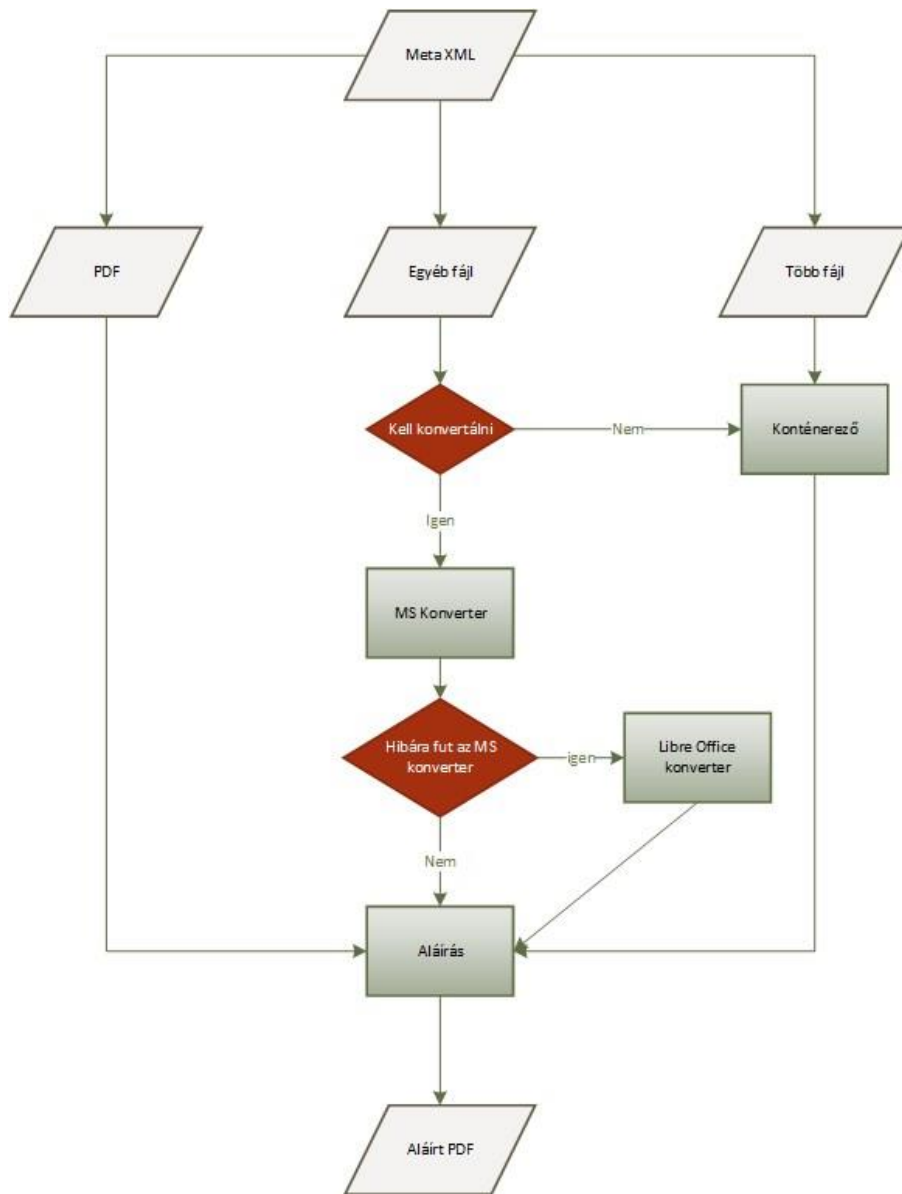 Meta XML
PDF
Egyéb fájl
Több fájl
Kell konvertálni
Nem
Konténerező
Igen
MS Konverter
Hibára fut az MS
konverter
igen
Libre Office
konverter
Nem
Aláírás
Aláírt PDF